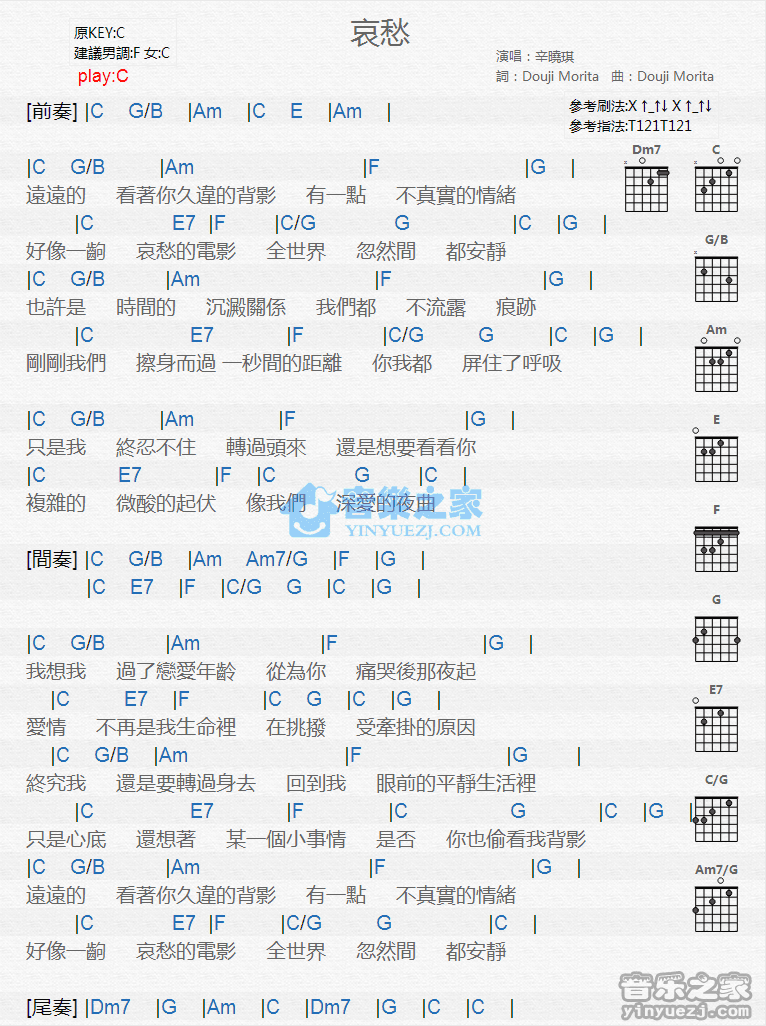 哀愁
原KEY:C
建議男調:F 女:C
play:C
演唱：辛曉琪
詞：Douji Morita 曲：Douji Morita
參考刷法:X ↑_↑↓ X ↑_↑↓
參考指法:T121T121
[前奏] |C G/B |Am |C E |Am |
|C G/B |Am |F |G |
遠遠的 看著你久違的背影 有一點 不真實的情緒
|C E7 |F |C/G G |C |G |
好像一齣 哀愁的電影 全世界 忽然間 都安靜
|C G/B |Am |F |G |
也許是 時間的 沉澱關係 我們都 不流露 痕跡
|C E7 |F |C/G G |C |G |
剛剛我們 擦身而過 一秒間的距離 你我都 屏住了呼吸
|C G/B |Am |F |G |
只是我 終忍不住 轉過頭來 還是想要看看你
|C E7 |F |C G |C |
複雜的 微酸的起伏 像我們 深愛的夜曲
[間奏] |C G/B |Am Am7/G |F |G |
|C E7 |F |C/G G |C |G |
|C G/B |Am |F |G |
我想我 過了戀愛年齡 從為你 痛哭後那夜起
|C E7 |F |C G |C |G |
愛情 不再是我生命裡 在挑撥 受牽掛的原因
|C G/B |Am |F |G |
終究我 還是要轉過身去 回到我 眼前的平靜生活裡
|C E7 |F |C G |C |G |
只是心底 還想著 某一個小事情 是否 你也偷看我背影
|C G/B |Am |F |G |
遠遠的 看著你久違的背影 有一點 不真實的情緒
|C E7 |F |C/G G |C |
好像一齣 哀愁的電影 全世界 忽然間 都安靜
[尾奏] |Dm7 |G |Am |C |Dm7 |G |C |C |
Dm7 C
G/B
Am
E
F
G
E7
C/G
Am7/G
音樂之家
YINYUEZJ.COM
音乐之家
yinyuezj.com